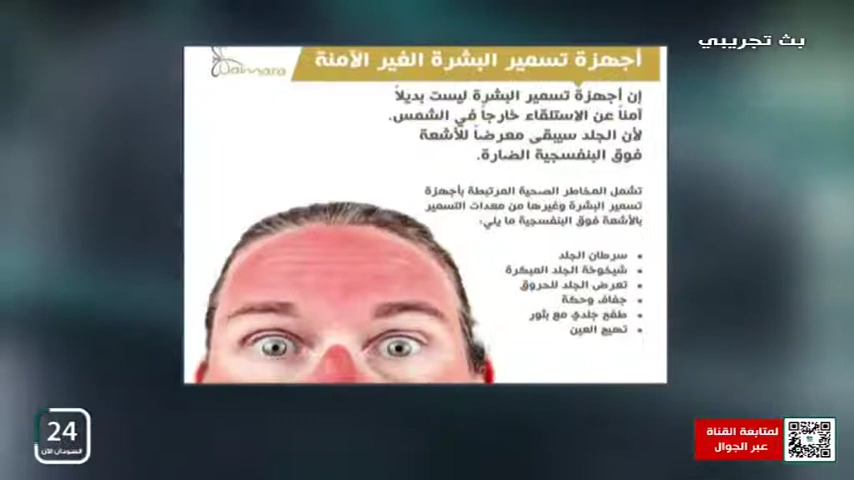 بث تجريبي
Daimara
أجهزة تسمير البشرة الغير الآمنة
إن أجهزة تسمير البشرة ليست بديلاً
آمناً عن الاستلقاء خارجاً في الشمس.
لأن الجلد سيبقى معرضاً للأشعة
فوق البنفسجية الضارة.
تشمل المخاطر الصحية المرتبطة بأجهزة
تسمير البشرة وغيرها من معدات التسمير
بالأشعة فوق البنفسجية ما يلي:
• سرطان الجلد
• شيخوخة الجلد المبكرة
• تعرض الجلد للحروق
• جفاف وحكة
• طفح جلدي مع بثور
• تهيج العين
24
السودان الآن
لمتابعة القناة
عبر الجوال